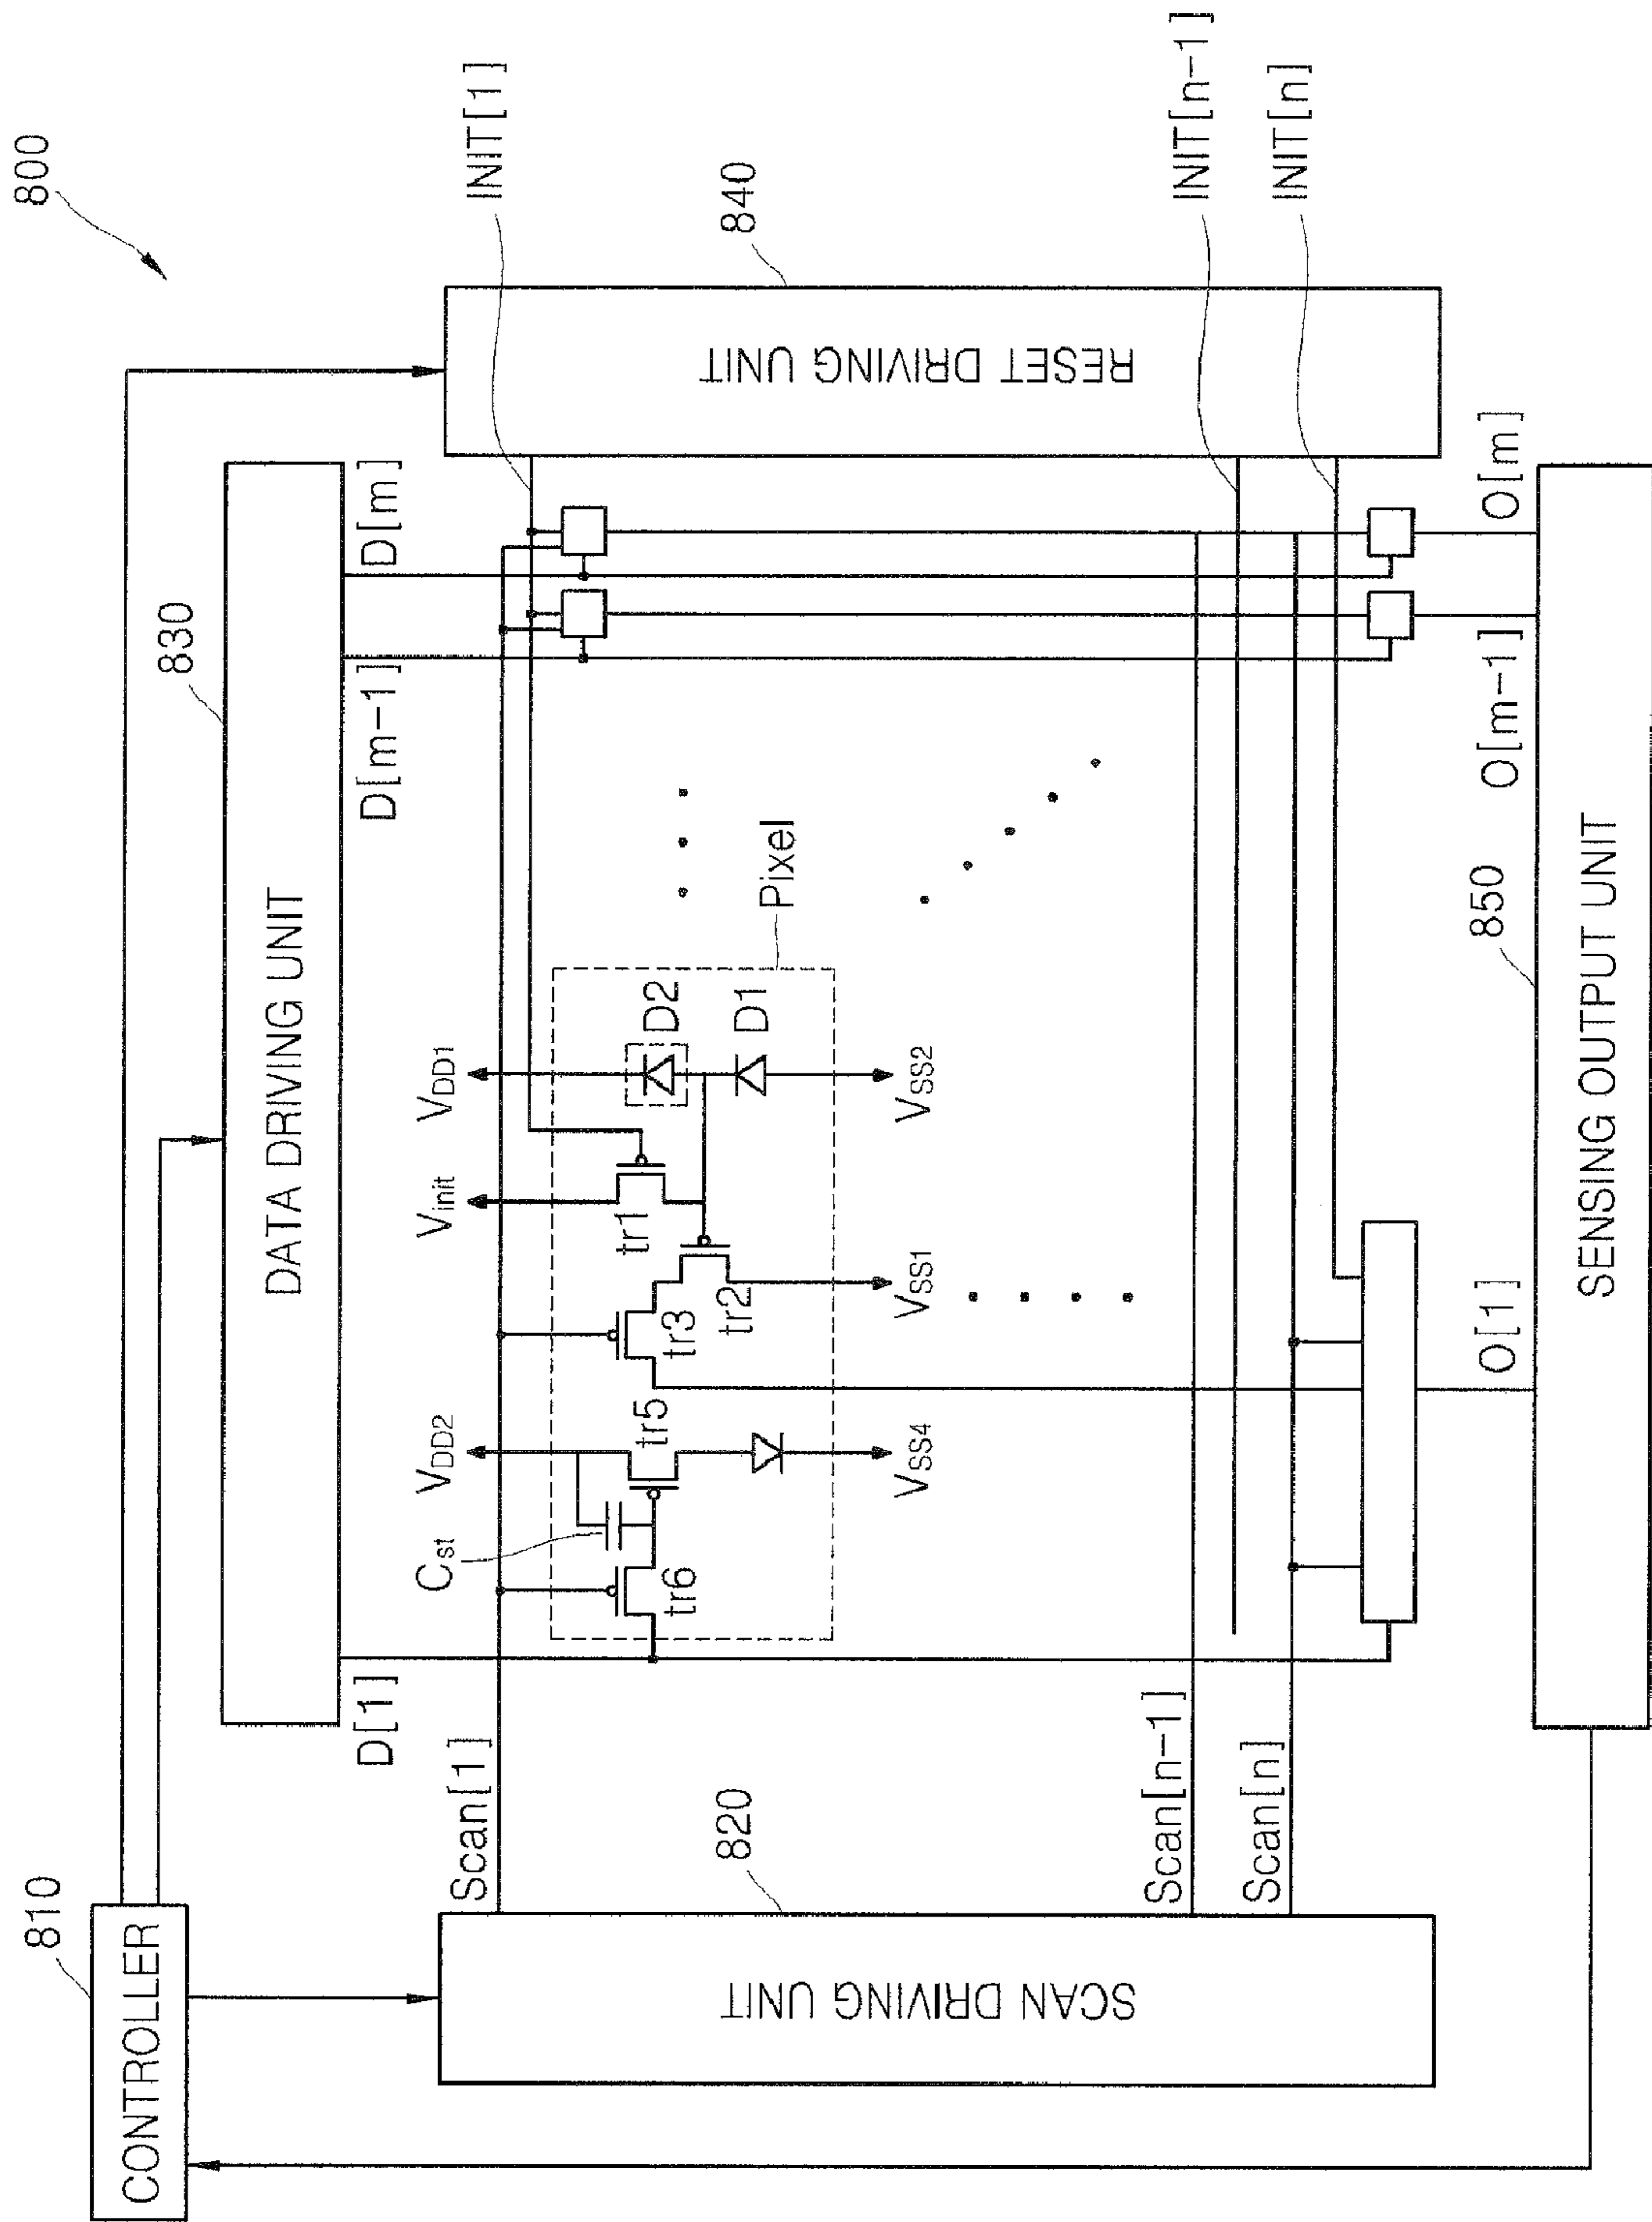 800
810
CONTROLLER
830
DATA DRIVING UNIT
D[1]
D[m-1]
D[m]
INIT[1]
840
RESET DRIVING UNIT
Scan[1]
820
SCAN DRIVING UNIT
Cst
VDD2
Vinit
VDD1
tr6
tr5
tr3
tr1
tr2
D2
D1
Pixel
VSS4
VSS1
VSS2
Scan[n-1]
Scan[n]
INIT[n-1]
INIT[n]
O[1]
850
O[m-1]
O[m]
SENSING OUTPUT UNIT